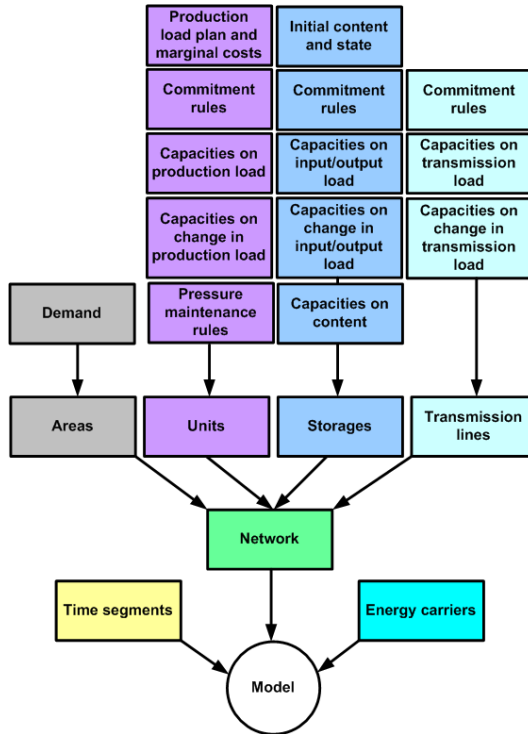 Production
load plan and
marginal costs
Initial content
and state
Commitment
rules
Commitment
rules
Commitment
rules
Capacities on
production load
Capacities on
input/output
load
Capacities on
transmission
load
Capacities on
change in
production load
Capacities on
change in
input/output
load
Capacities on
change in
transmission
load
Demand
Pressure
maintenance
rules
Capacities on
content
Areas
Units
Storages
Transmission
lines
Network
Time segments
Energy carriers
Model